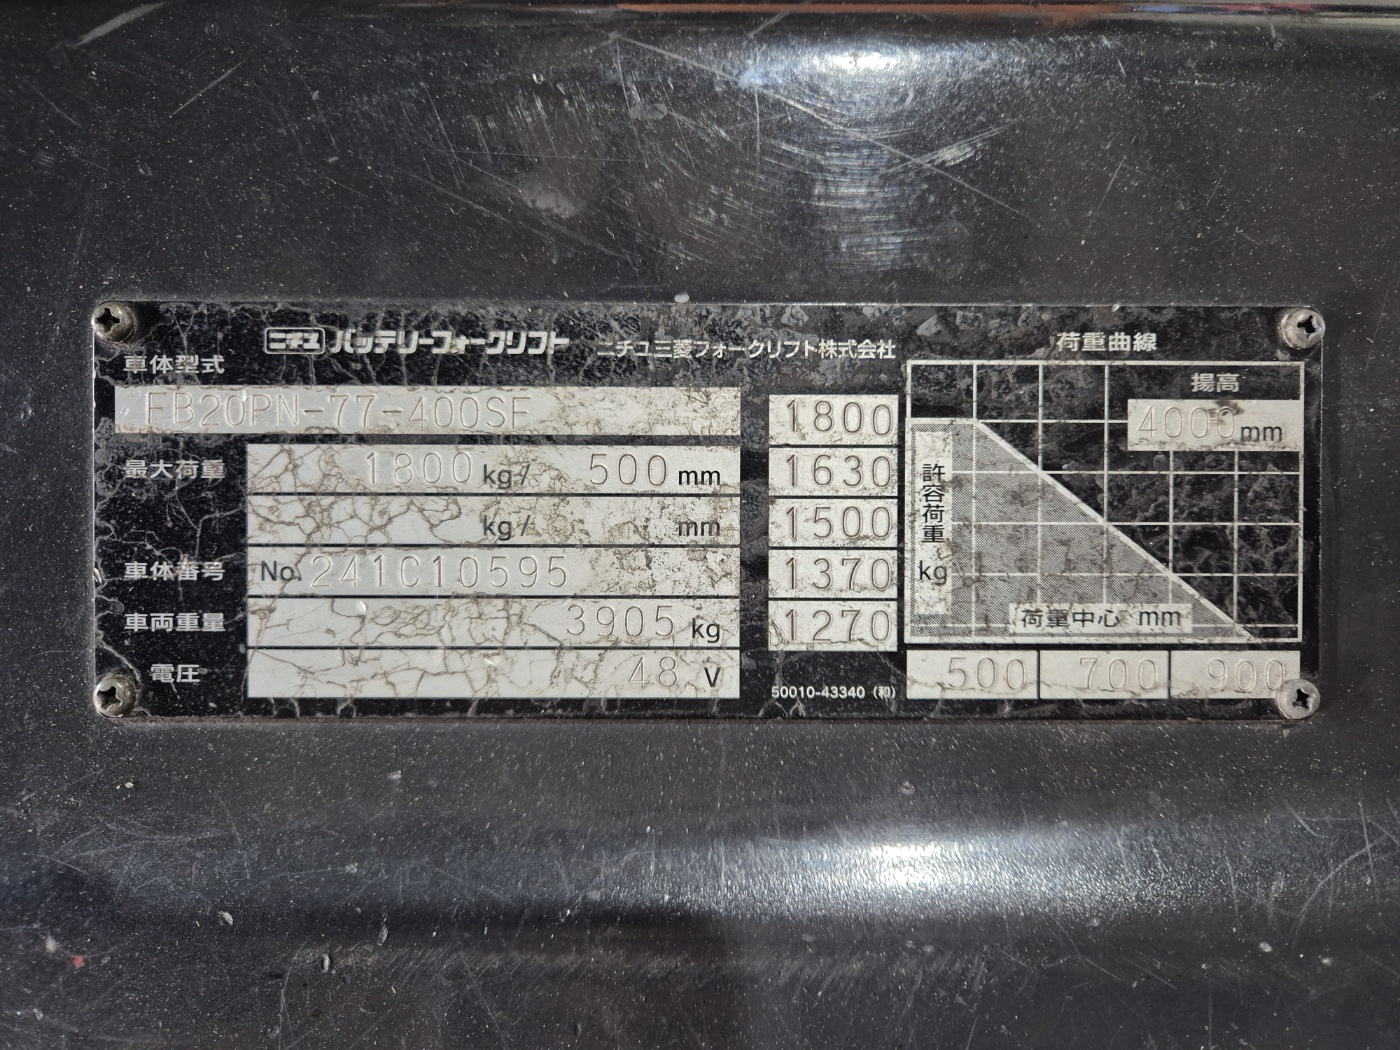 ニチユ バッテリーフォークリフト ニチユ三菱フォークリフト株式会社
車体型式
FB20PN-77-400SF
最大荷重 1800 kg/ 500 mm
kg/ mm
車体番号 No. 241C10595
車両重量 3905 kg
電圧 48 V
1800
1630
1500
1370
1270
50010-43340 (和)
荷重曲線
揚高
4000 mm
許容荷重
kg
荷重中心 mm
500 700 900